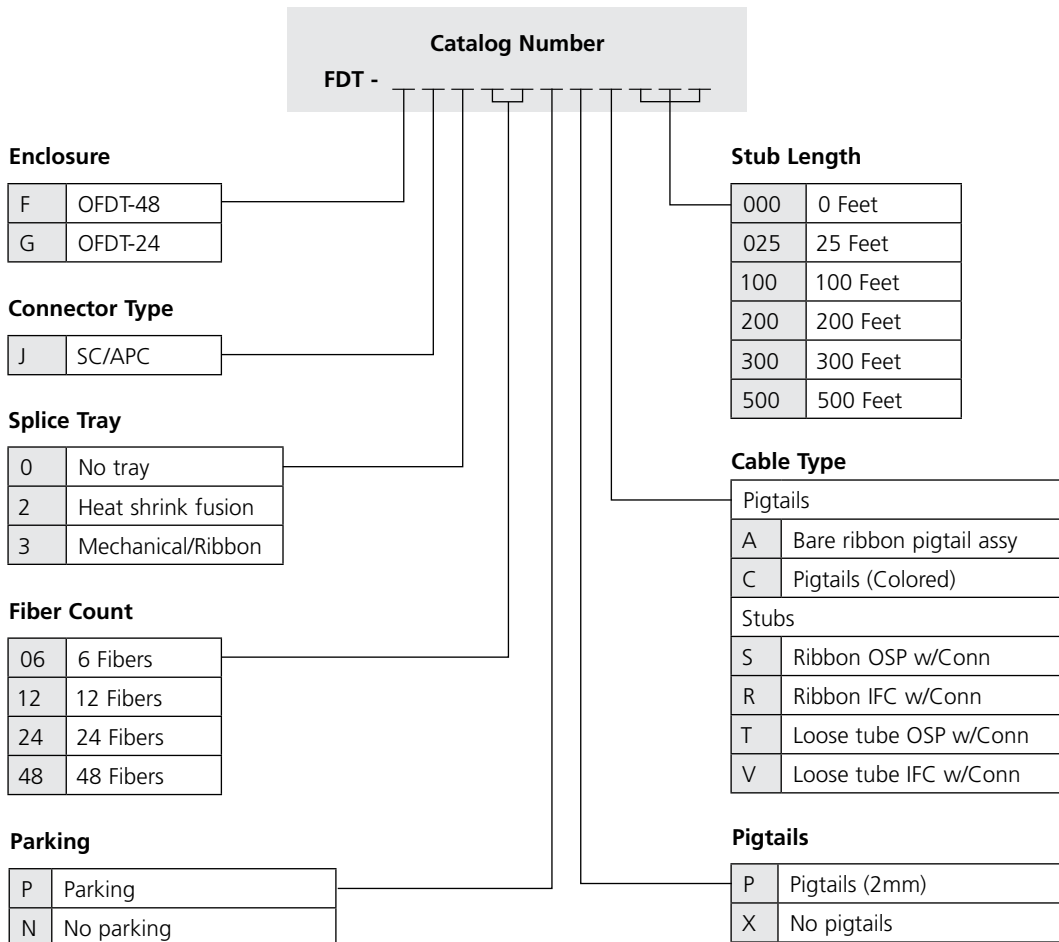 Catalog Number
FDT - _ _ _ _ _ _ _ _ _ _ _
Enclosure
F OFDT-48
G OFDT-24
Connector Type
J SC/APC
Splice Tray
0 No tray
2 Heat shrink fusion
3 Mechanical/Ribbon
Fiber Count
06 6 Fibers
12 12 Fibers
24 24 Fibers
48 48 Fibers
Parking
P Parking
N No parking
Stub Length
000 0 Feet
025 25 Feet
100 100 Feet
200 200 Feet
300 300 Feet
500 500 Feet
Cable Type
Pigtails
A Bare ribbon pigtail assy
C Pigtails (Colored)
Stubs
S Ribbon OSP w/Conn
R Ribbon IFC w/Conn
T Loose tube OSP w/Conn
V Loose tube IFC w/Conn
Pigtails
P Pigtails (2mm)
X No pigtails